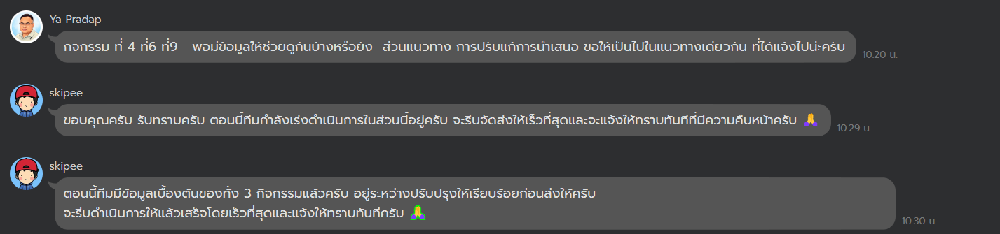 Ya-Pradap
กิจกรรม ที่ 4 ที่6 ที่9 พอมีข้อมูลให้ช่วยดูกันบ้างหรือยัง ส่วนแนวทาง การปรับแก้การนำเสนอ ขอให้เป็นไปในแนวทางเดียวกัน ที่ได้แจ้งไปน่ะครับ
10.20 น.
skipee
ขอบคุณครับ รับทราบครับ ตอนนี้ทีมกำลังเร่งดำเนินการในส่วนนี้อยู่ครับ จะรีบจัดส่งให้เร็วที่สุดและจะแจ้งให้ทราบทันทีที่มีความคืบหน้าครับ 🙏
10.29 น.
skipee
ตอนนี้ทีมมีข้อมูลเบื้องต้นของทั้ง 3 กิจกรรมแล้วครับ อยู่ระหว่างปรับปรุงให้เรียบร้อยก่อนส่งให้ครับ
จะรีบดำเนินการให้แล้วเสร็จโดยเร็วที่สุดและแจ้งให้ทราบทันทีครับ 🙏
10.30 น.